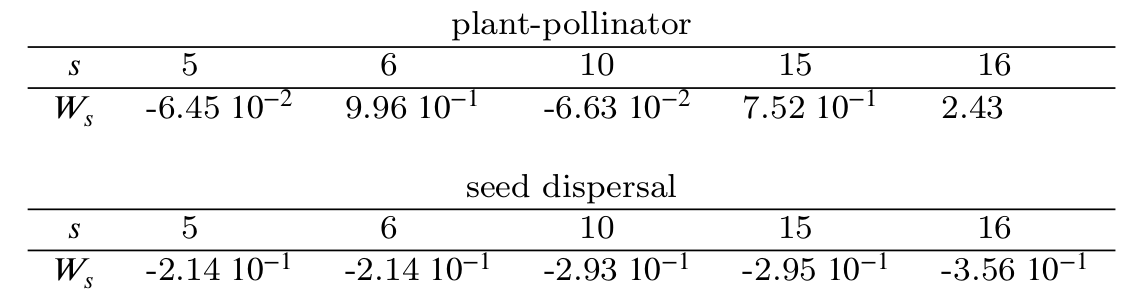 plant-pollinator
s 5 6 10 15 16
Wₛ -6.45 10⁻² 9.96 10⁻¹ -6.63 10⁻² 7.52 10⁻¹ 2.43
seed dispersal
s 5 6 10 15 16
Wₛ -2.14 10⁻¹ -2.14 10⁻¹ -2.93 10⁻¹ -2.95 10⁻¹ -3.56 10⁻¹